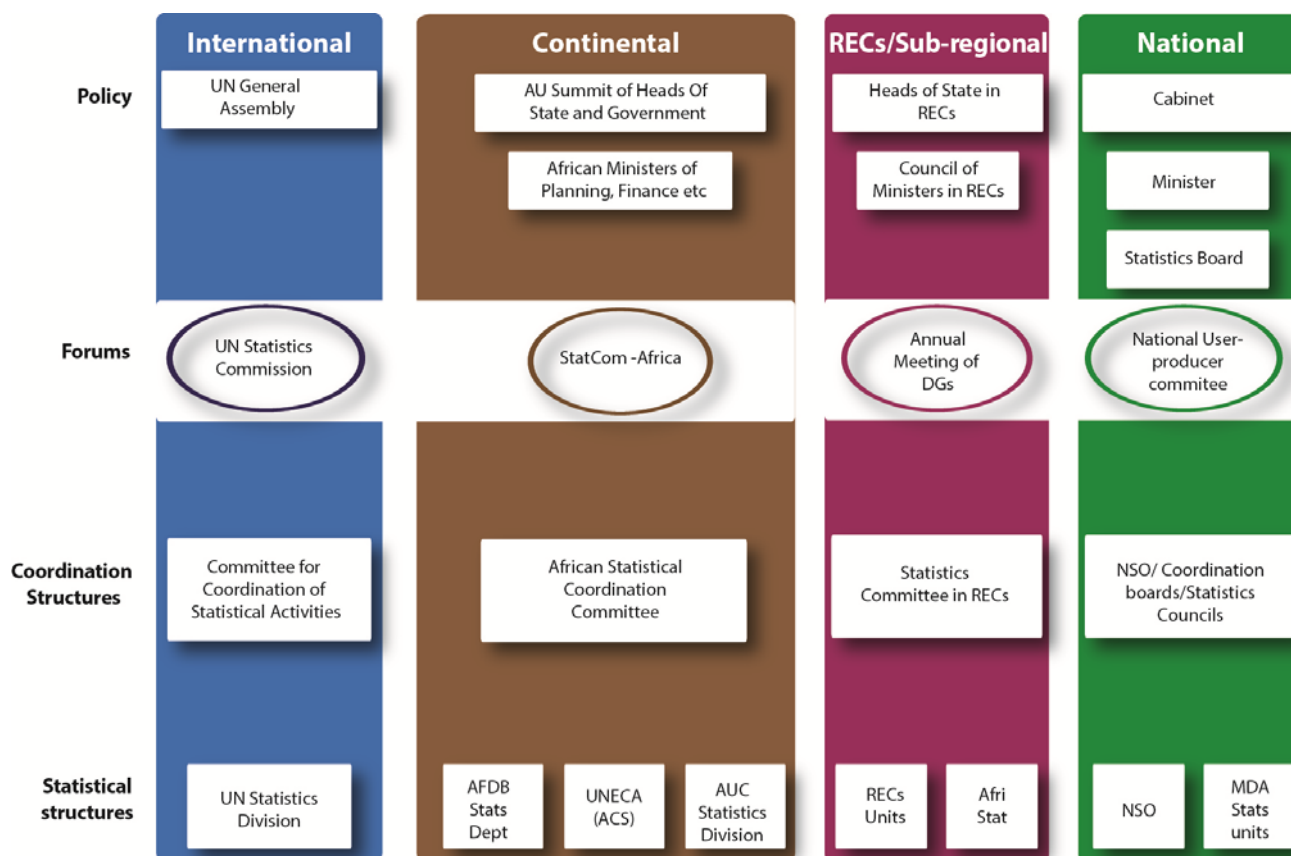 International
Continental
RECs/Sub-regional
National
Policy
UN General
Assembly
AU Summit of Heads Of
State and Government
Heads of State in
RECs
Cabinet
African Ministers of
Planning, Finance etc
Council of
Ministers in RECs
Minister
Statistics Board
Forums
UN Statistics
Commission
StatCom -Africa
Annual
Meeting of
DGs
National User-
producer
commitee
Coordination
Structures
Committee for
Coordination of
Statistical Activities
African Statistical
Coordination
Committee
Statistics
Committee in RECs
NSO/ Coordination
boards/Statistics
Councils
Statistical
structures
UN Statistics
Division
AFDB
Stats
Dept
UNECA
(ACS)
AUC
Statistics
Division
RECs
Units
Afri
Stat
NSO
MDA
Stats
units